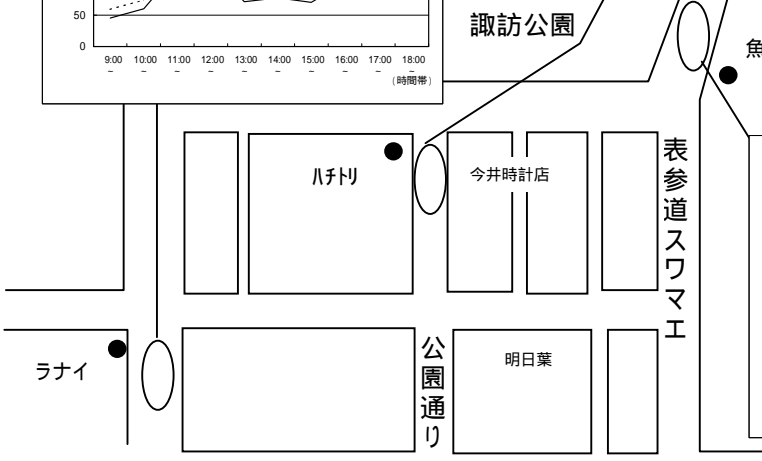 50
0
9:00 10:00 11:00 12:00 13:00 14:00 15:00 16:00 17:00 18:00
~ ~ ~ ~ ~ ~ ~ ~ ~ ~
(時間帯)
諏訪公園
魚
ハチドリ
今井時計店
表参道スワマエ
ラナイ
公園通り
明日葉